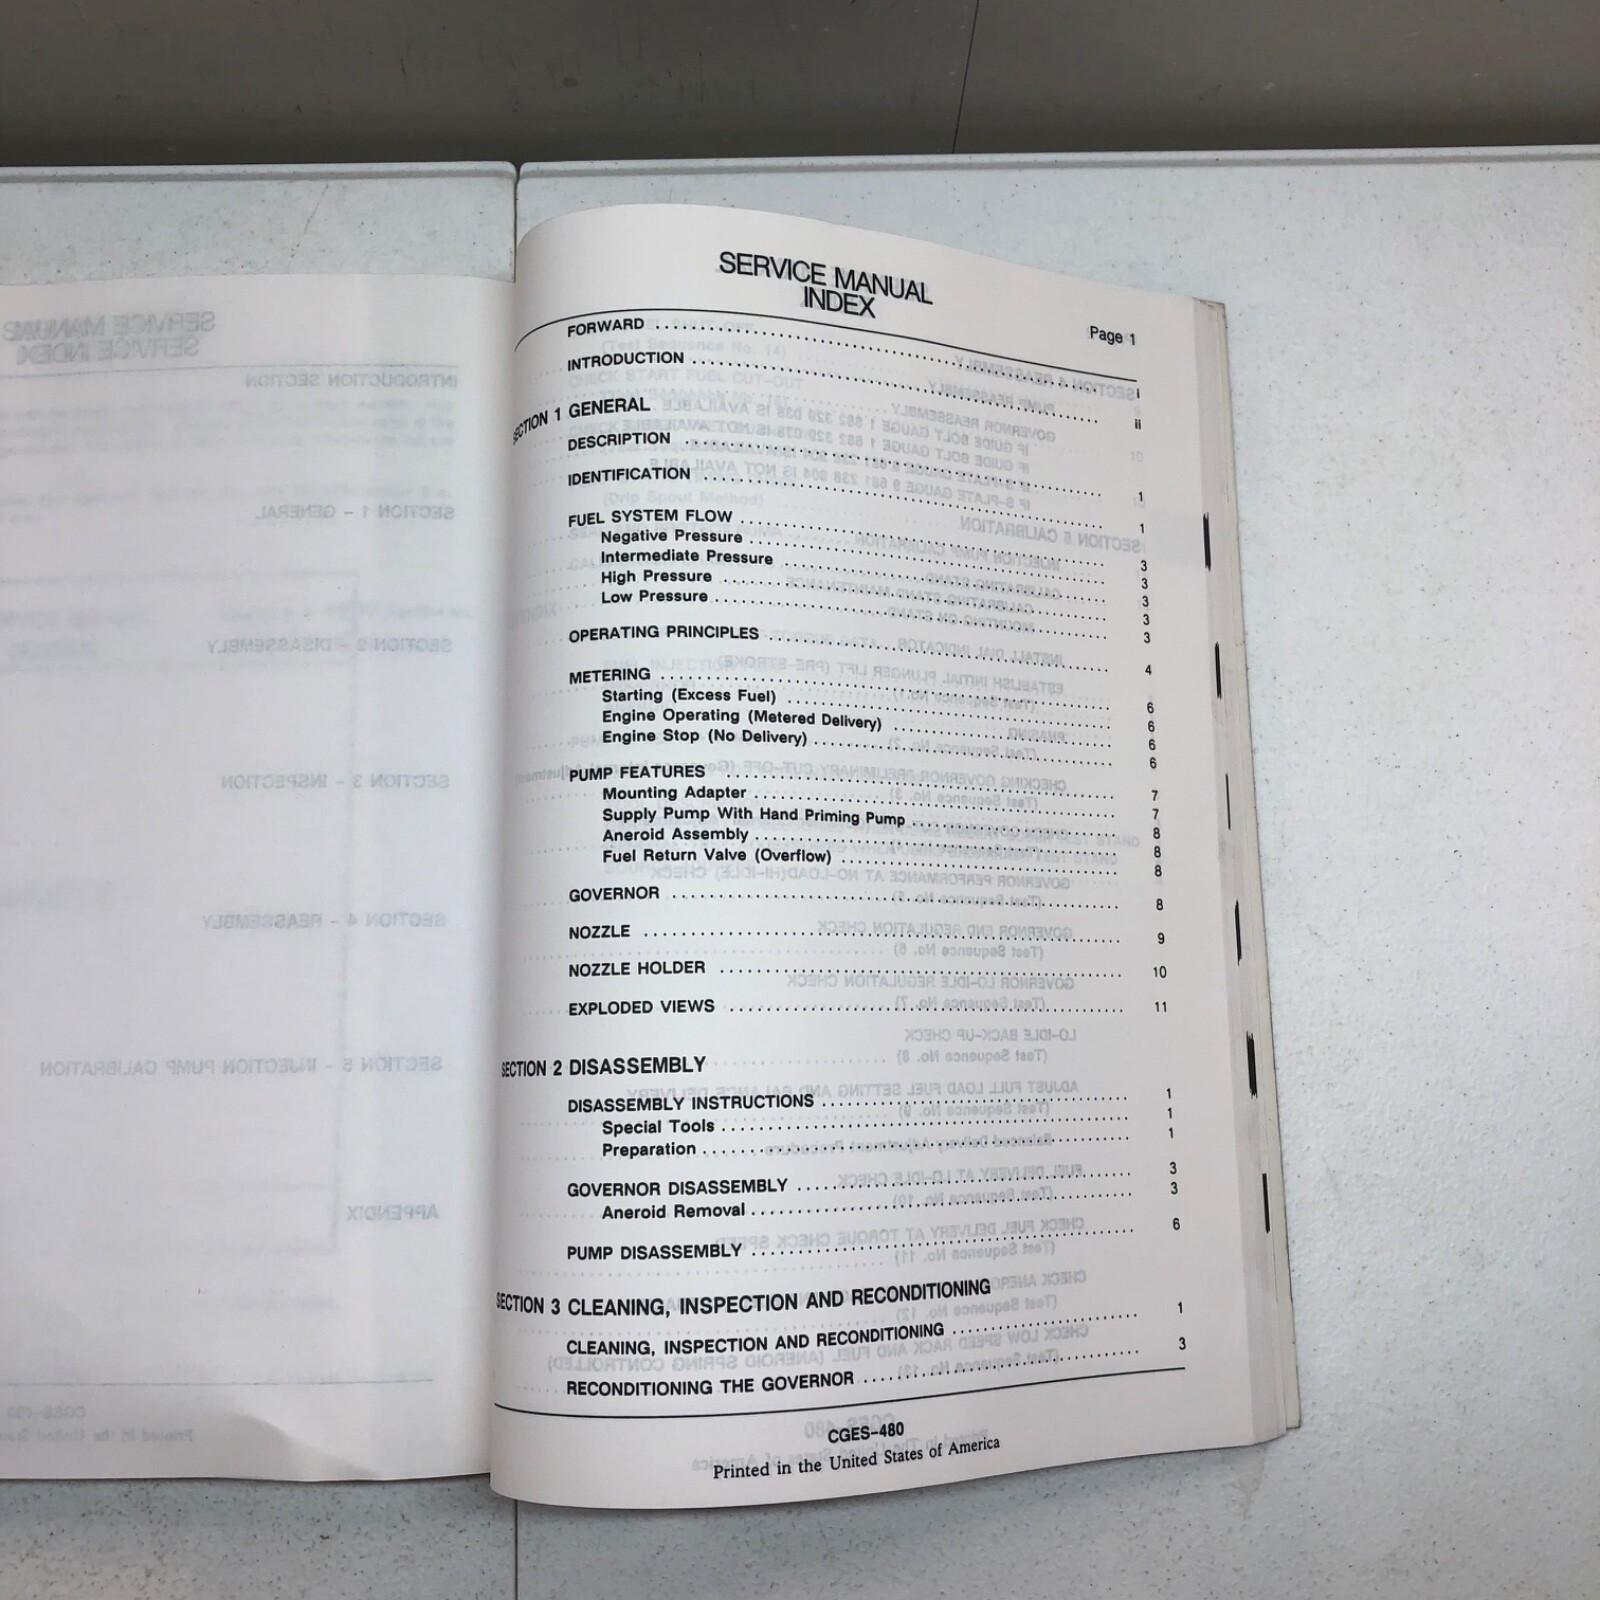 SERVICE MANUAL
INDEX
Page 1
FORWARD ........ i
INTRODUCTION ........ ii
SECTION 1 GENERAL
DESCRIPTION ........ 1
IDENTIFICATION ........ 1
FUEL SYSTEM FLOW ........ 3
Negative Pressure ........ 3
Intermediate Pressure ........ 3
High Pressure ........ 3
Low Pressure ........ 3
OPERATING PRINCIPLES ........ 4
METERING ........ 6
Starting (Excess Fuel) ........ 6
Engine Operating (Metered Delivery) ........ 6
Engine Stop (No Delivery) ........ 6
PUMP FEATURES ........ 7
Mounting Adapter ........ 7
Supply Pump With Hand Priming Pump ........ 8
Aneroid Assembly ........ 8
Fuel Return Valve (Overflow) ........ 8
GOVERNOR ........ 8
NOZZLE ........ 9
NOZZLE HOLDER ........ 10
EXPLODED VIEWS ........ 11
SECTION 2 DISASSEMBLY
DISASSEMBLY INSTRUCTIONS ........ 1
Special Tools ........ 1
Preparation ........ 1
GOVERNOR DISASSEMBLY ........ 3
Aneroid Removal ........ 3
PUMP DISASSEMBLY ........ 6
SECTION 3 CLEANING, INSPECTION AND RECONDITIONING
CLEANING, INSPECTION AND RECONDITIONING ........ 1
RECONDITIONING THE GOVERNOR ........ 3
CGES-480
Printed in the United States of America